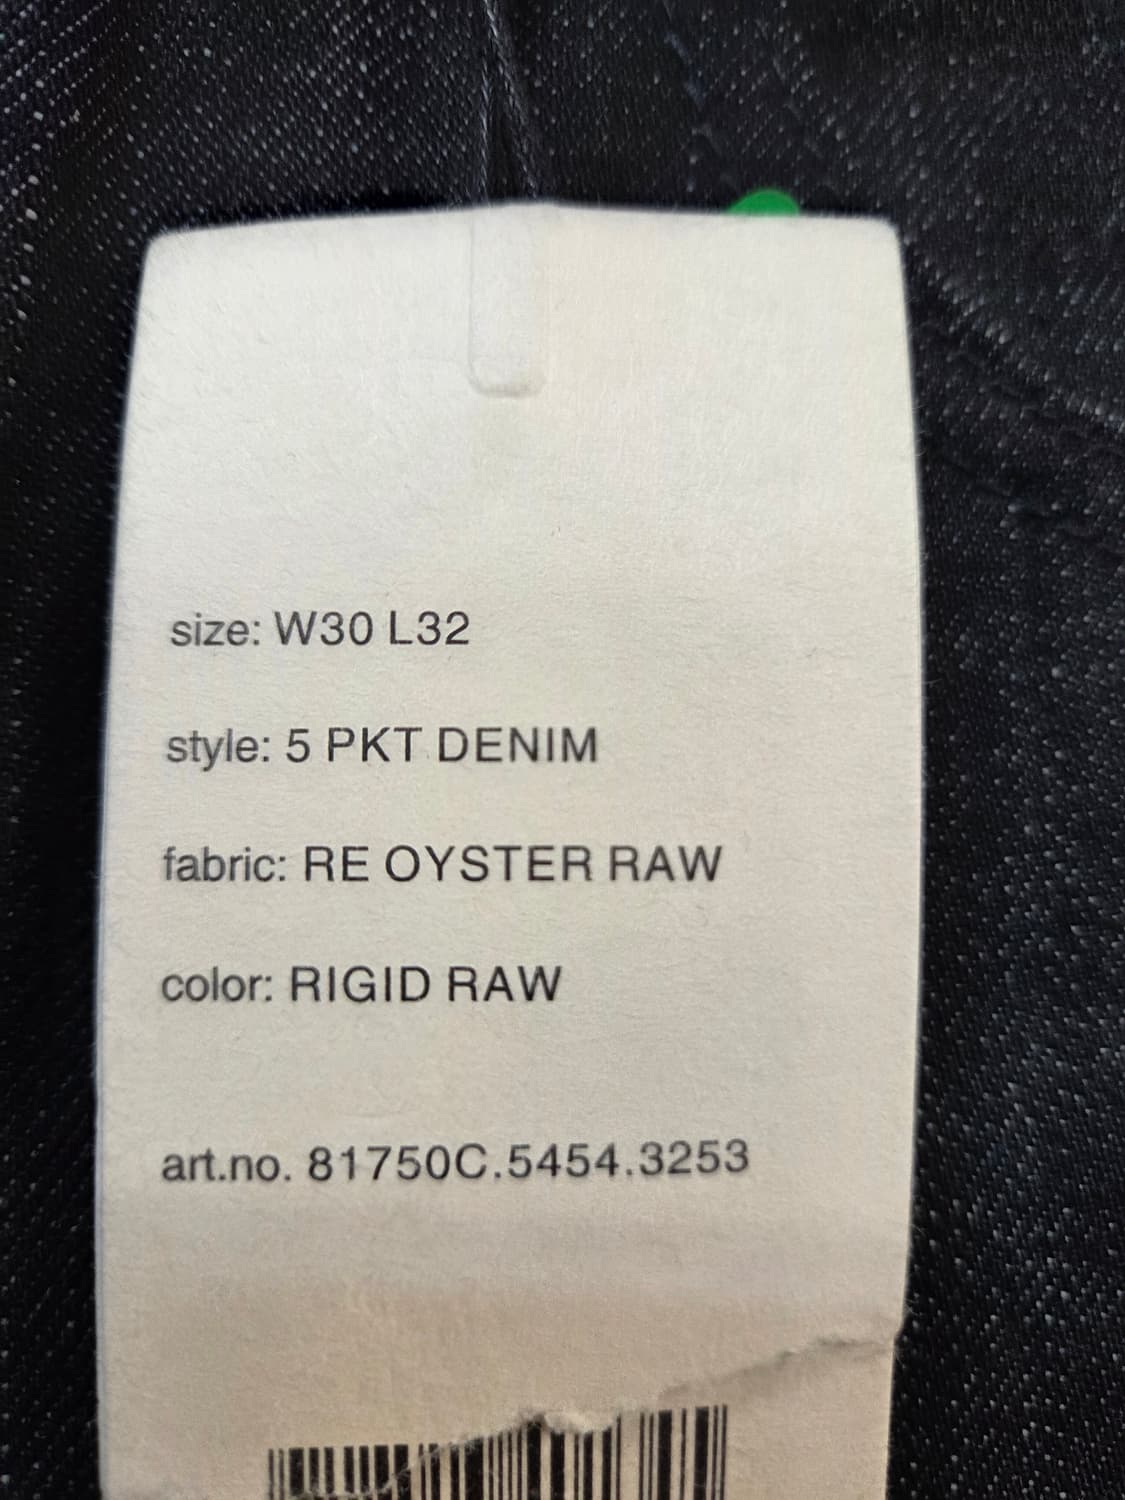 size: W30 L32
style: 5 PKT DENIM
fabric: RE OYSTER RAW
color: RIGID RAW
art.no. 81750C.5454.3253